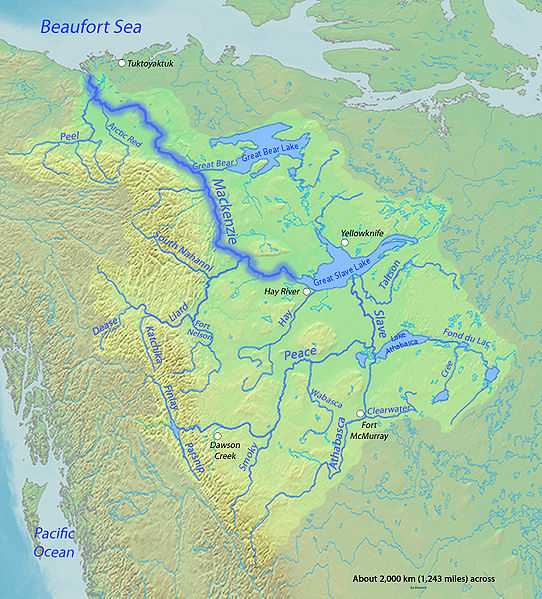 Beaufort Sea
Tuktoyaktuk
Peel
Arctic Red
Great Bear
Great Bear Lake
Mackenzie
Yellowknife
South Nahanni
Great Slave Lake
Taltson
Hay River
Liard
Hay
Slave
Dease
Fort
Nelson
Katchika
Peace
Lake
Athabasca
Fond du Lac
Cree
Finlay
Wabasca
Clearwater
Fort
McMurray
Dawson
Creek
Smoky
Athabasca
Parsnip
Pacific
Ocean
About 2,000 km (1,243 miles) across